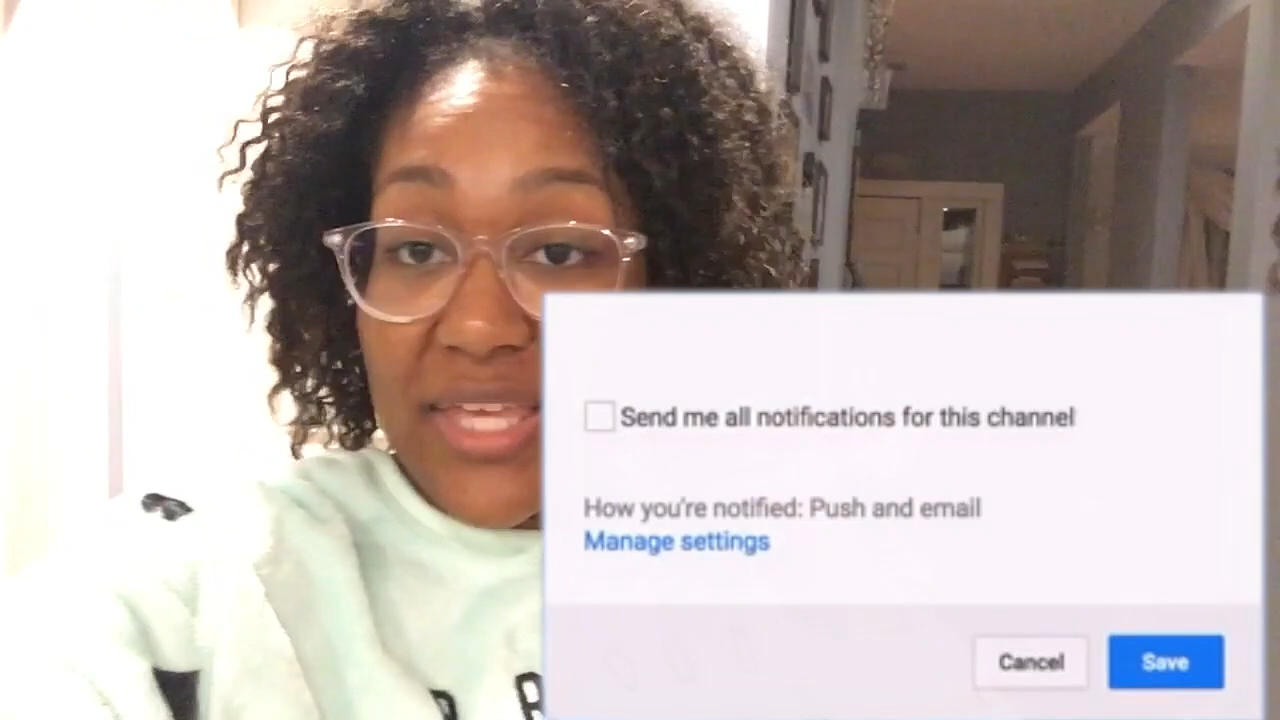 Send me all notifications for this channel
How you're notified: Push and email
Manage settings
Cancel
Save